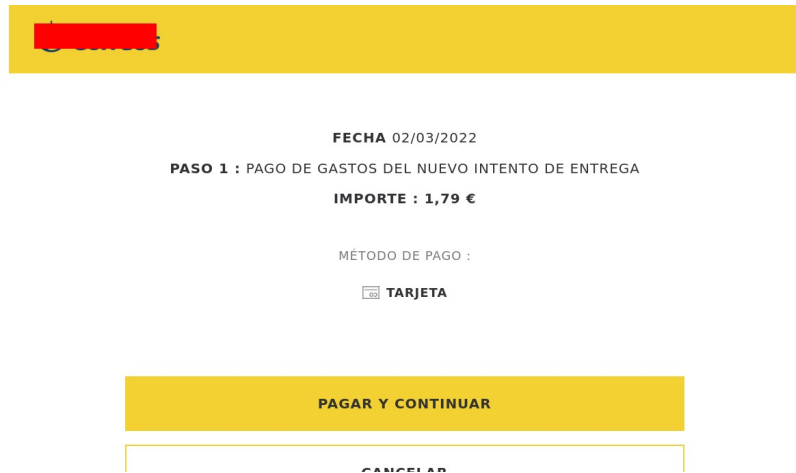 FECHA 02/03/2022
PASO 1 : PAGO DE GASTOS DEL NUEVO INTENTO DE ENTREGA
IMPORTE : 1,79 €
MÉTODO DE PAGO :
TARJETA
PAGAR Y CONTINUAR
CANCELAR